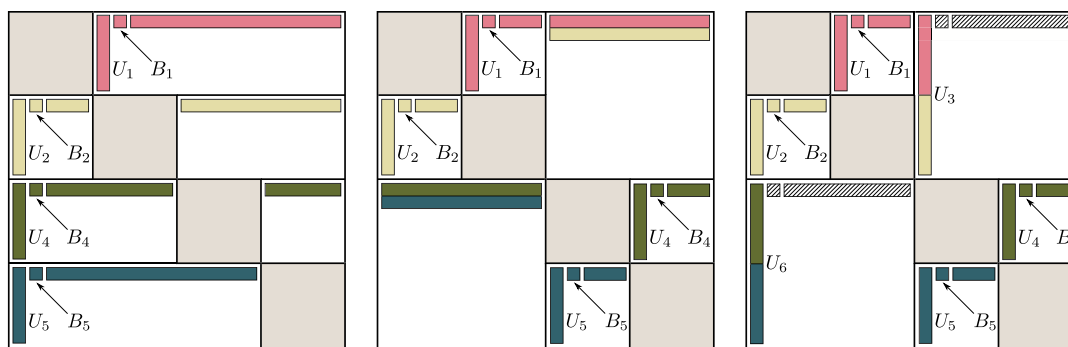 U₁ B₁
U₂ B₂
U₄ B₄
U₅ B₅
U₁ B₁
U₂ B₂
U₄ B₄
U₅ B₅
U₁ B₁
U₃
U₂ B₂
U₄ B
U₆
U₅ B₅